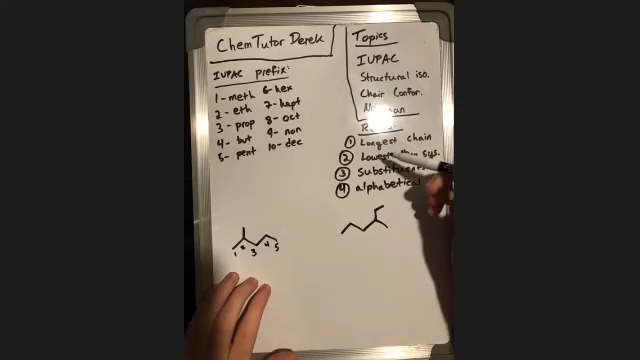 ChemTutor Derek
IUPAC prefix:
1- meth
2- eth
3- prop
4- but
5- pent
6- hex
7- hept
8- oct
9- non
10- dec
Topics
IUPAC
Structural iso.
Chair Confor.
① Longest chain
② Lowest sys.
③ Substituents
④ alphabetical
1 2 3 4 5